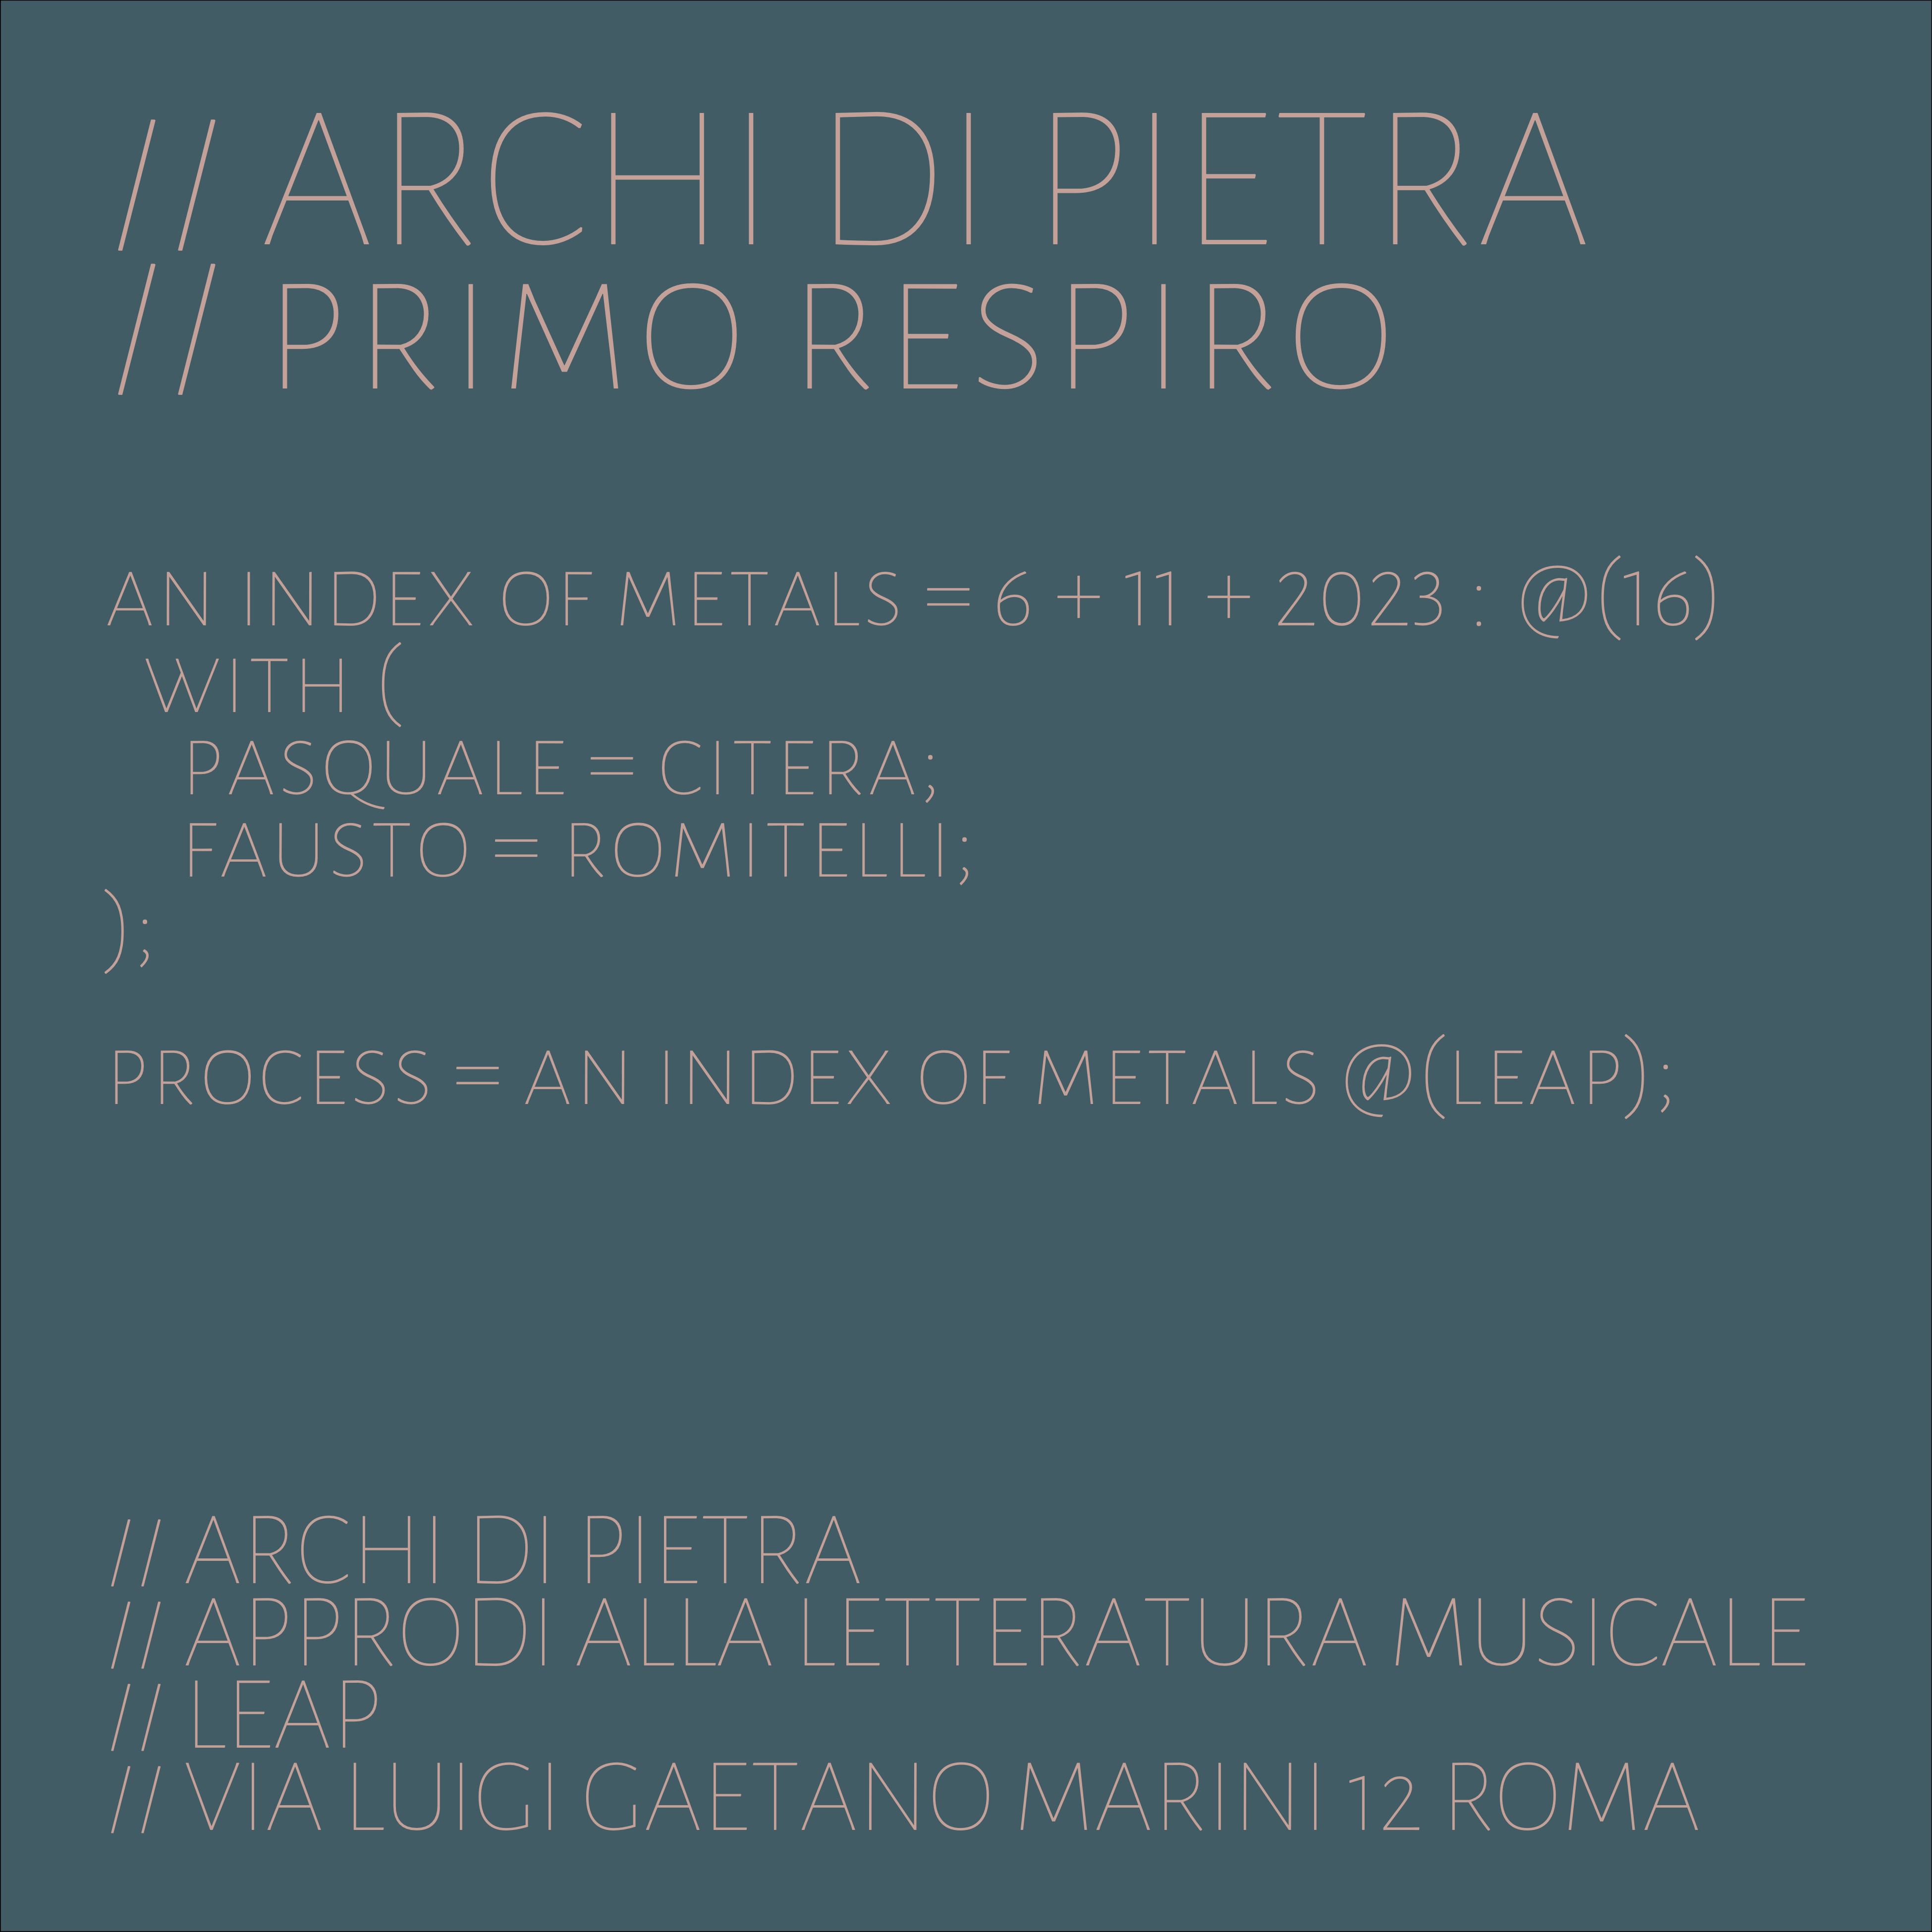 // ARCHI DI PIETRA
// PRIMO RESPIRO
AN INDEX OF METALS = 6 + 11 + 2023 : @(16)
WITH (
PASQUALE = CITERA;
FAUSTO = ROMITELLI;
);
PROCESS = AN INDEX OF METALS @(LEAP);
// ARCHI DI PIETRA
// APPRODI ALLA LETTERATURA MUSICALE
// LEAP
// VIA LUIGI GAETANO MARINI 12 ROMA